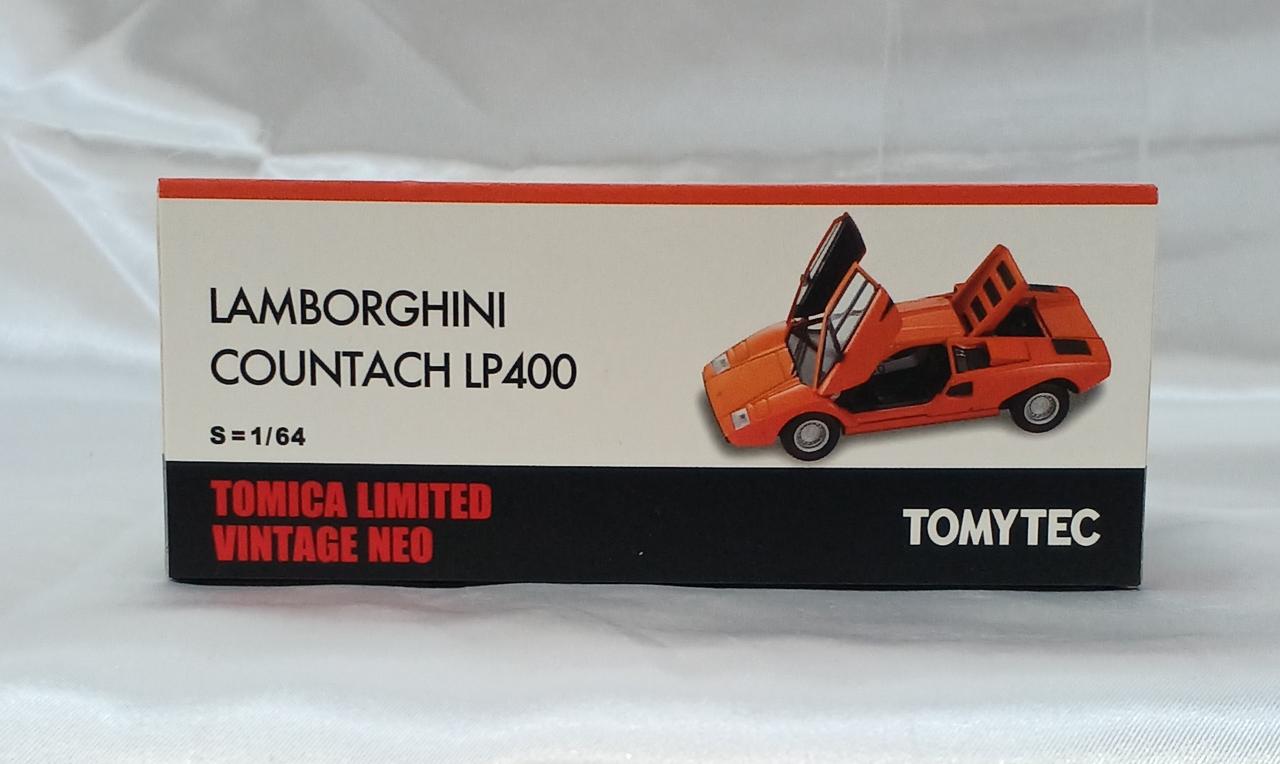 LAMBORGHINI
COUNTACH LP400
S=1/64
TOMICA LIMITED
VINTAGE NEO
TOMYTEC